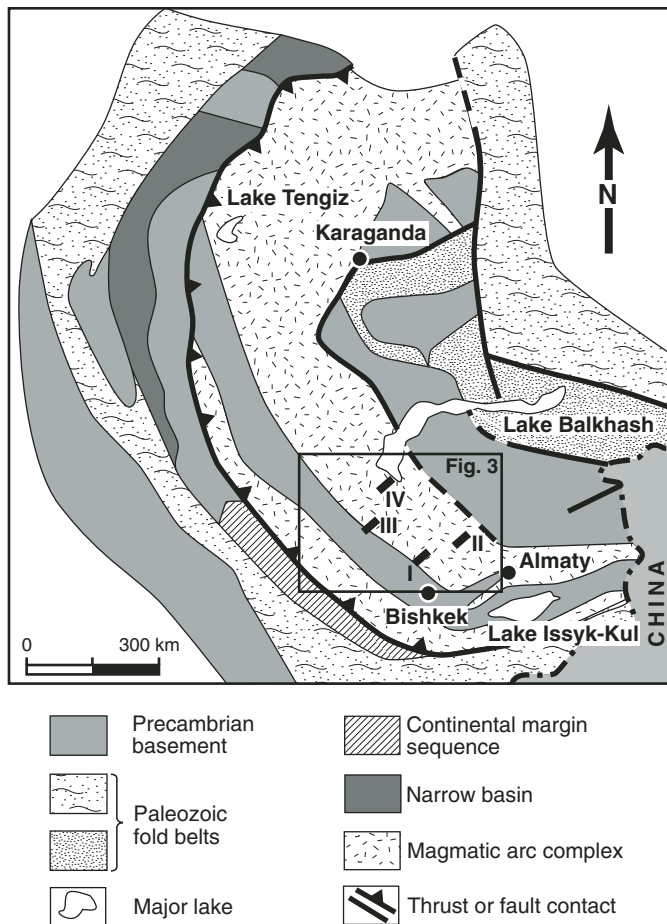 N
Lake Tengiz
Karaganda
Lake Balkhash
Fig. 3
IV
III
II
I
Almaty
Bishkek
Lake Issyk-Kul
CHINA
0 300 km
Precambrian
basement
Paleozoic
fold belts
Major lake
Continental margin
sequence
Narrow basin
Magmatic arc complex
Thrust or fault contact